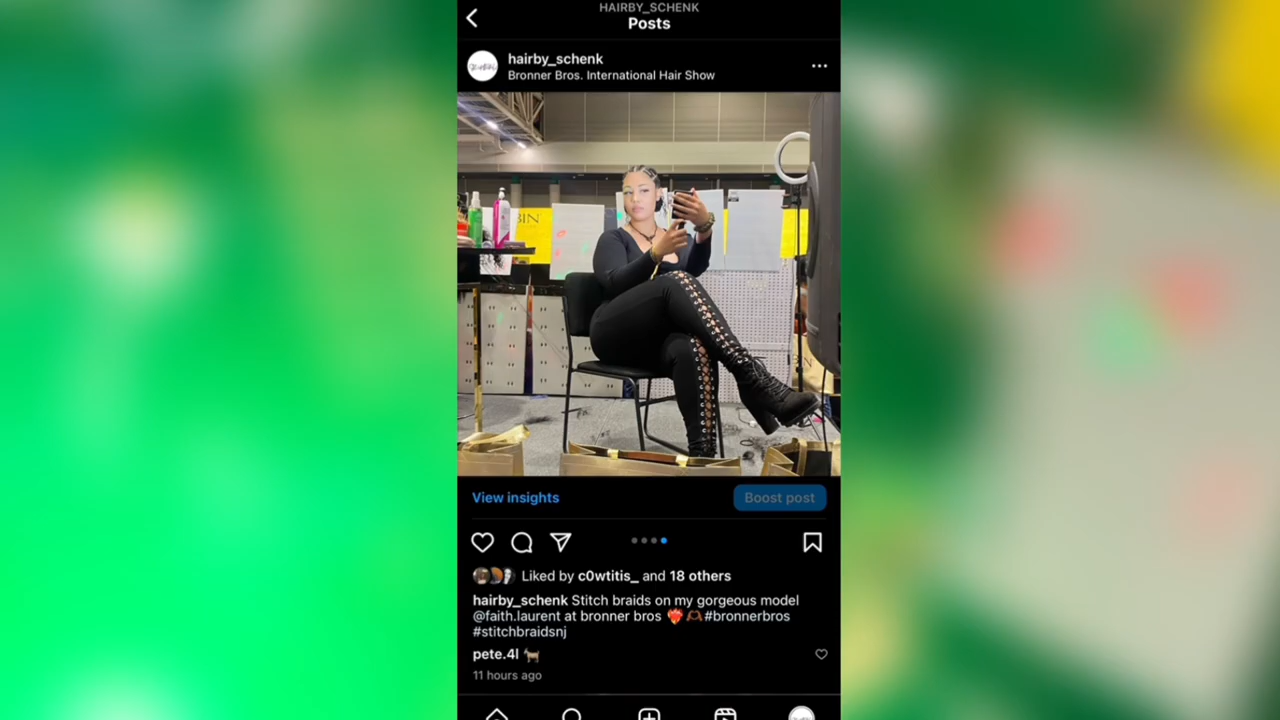 HAIRBY_SCHENK
Posts
hairby_schenk
Bronner Bros. International Hair Show
BIN
View insights
Boost post
Liked by c0wtitis_ and 18 others
hairby_schenk Stitch braids on my gorgeous model
@faith.laurent at bronner bros ❤️‍🔥🫶🏾#bronnerbros
#stitchbraidsnj
pete.4l 🐐
11 hours ago